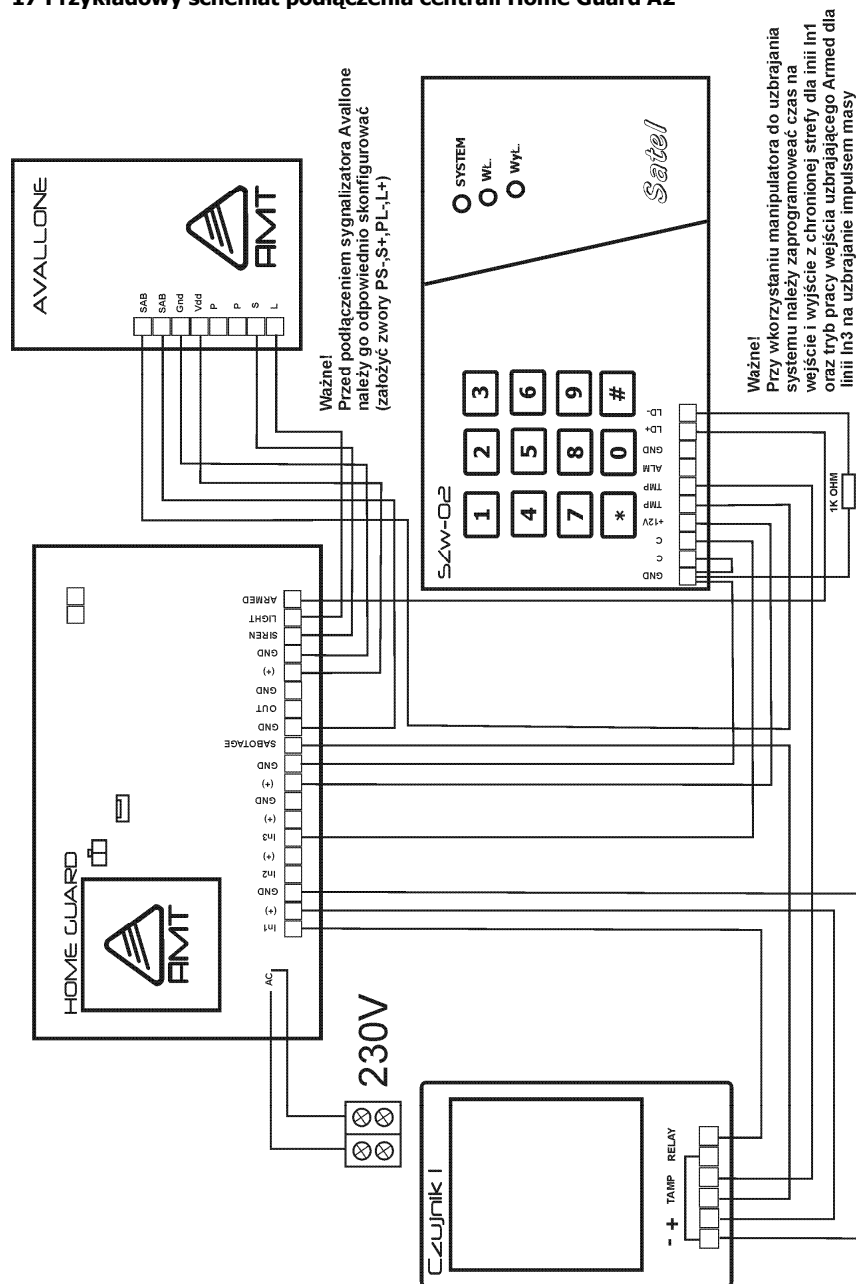 17 Przykładowy schemat podłączenia centrali Home Guard A2
AVALLONE
AMT
SAB
SAB
Gnd
Vdd
P
P
S
L
Ważne!
Przed podłączeniem sygnalizatora Avallone
należy go odpowiednio skonfigurować
(założyć zwory PS-,S+,PL-,L+)
HOME GUARD
AMT
AC
ARMED
LIGHT
SIREN
GND
(+)
GND
OUT
GND
SABOTAGE
GND
(+)
GND
(+)
In3
(+)
In2
GND
(+)
In1
230V
SZW-02
SYSTEM
WŁ.
WYŁ.
Satel
1 2 3
4 5 6
7 8 9
* 0 #
LD-
LD+
GND
ALM
TMP
TMP
+12V
C
C
GND
1K OHM
Ważne!
Przy wkorzystaniu manipulatora do uzbrajania
systemu należy zaprogramoweać czas na
wejście i wyjście z chronionej strefy dla inii In1
oraz tryb pracy wejścia uzbrajającego Armed dla
linii In3 na uzbrajanie impulsem masy
Czujnik I
- + TAMP RELAY